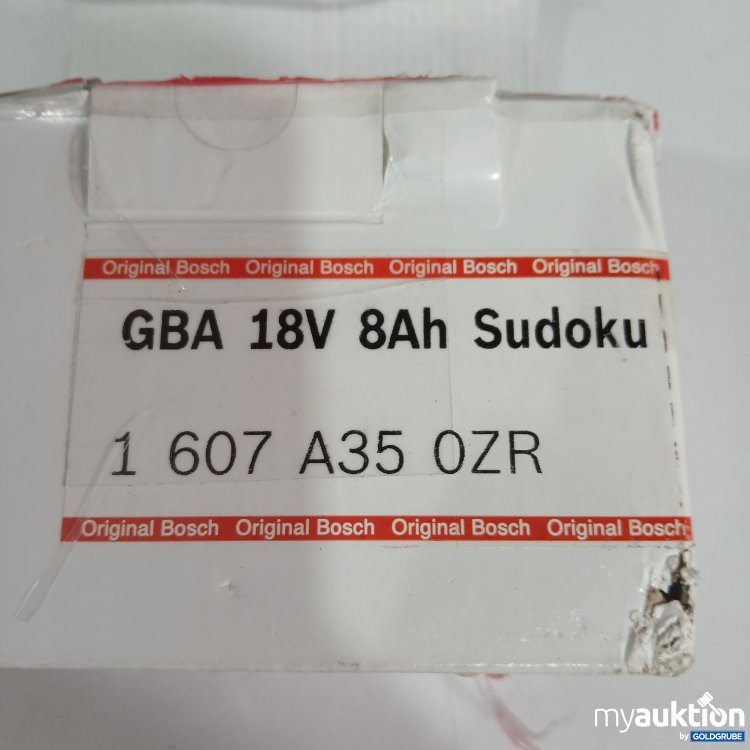 Original Bosch Original Bosch Original Bosch Original Bosch
GBA 18V 8Ah Sudoku
1 607 A35 0ZR
Original Bosch Original Bosch Original Bosch Original Bosch
myauktion
by GOLDGRUBE